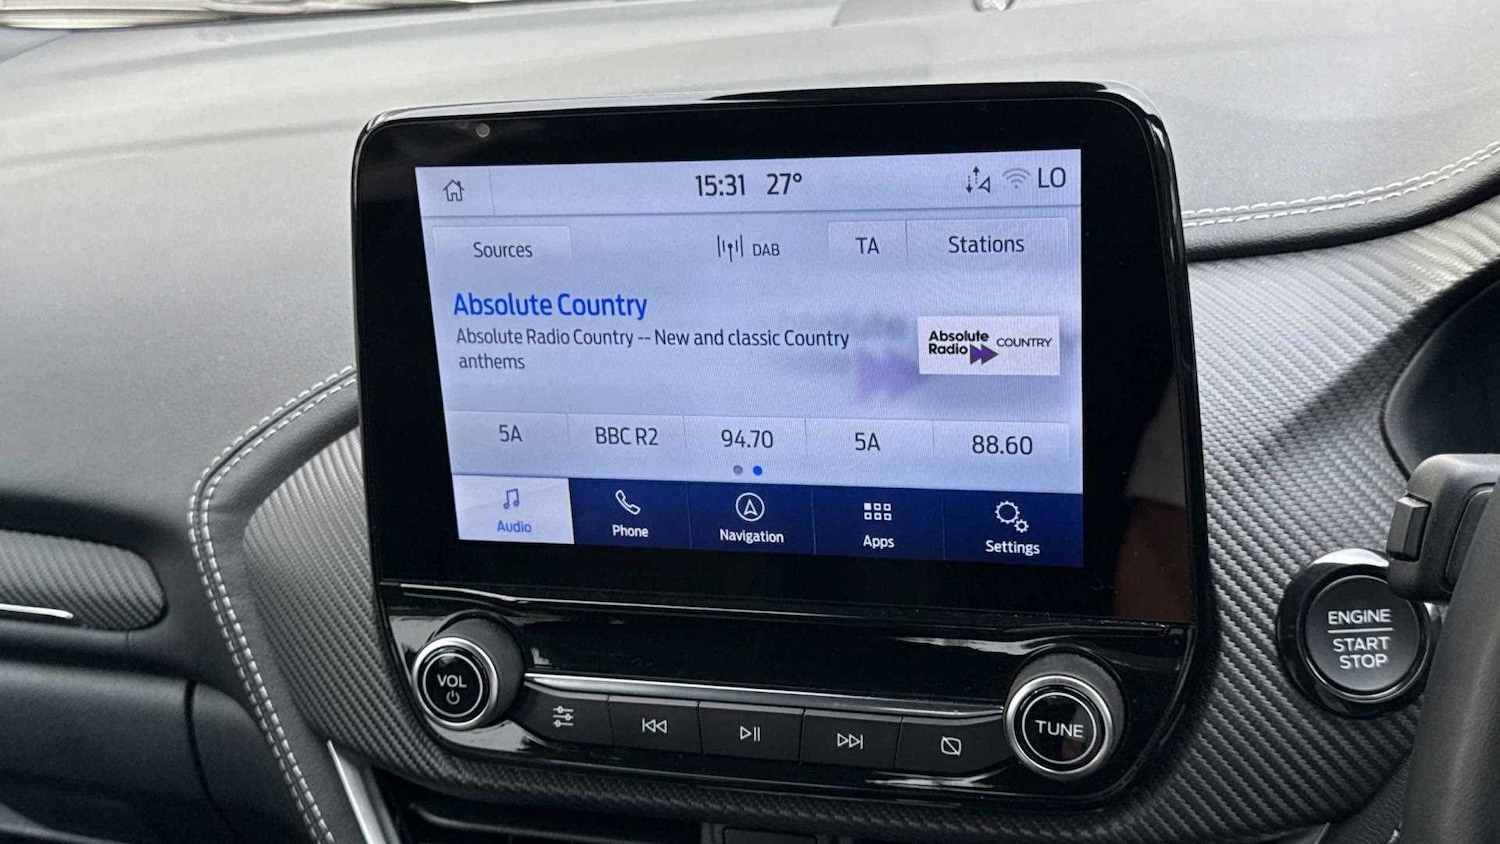 15:31 27° LO
Sources DAB TA Stations
Absolute Country
Absolute Radio Country -- New and classic Country
anthems
Absolute
Radio COUNTRY
5A BBC R2 94.70 5A 88.60
Audio Phone Navigation Apps Settings
ENGINE
START
STOP
VOL
TUNE